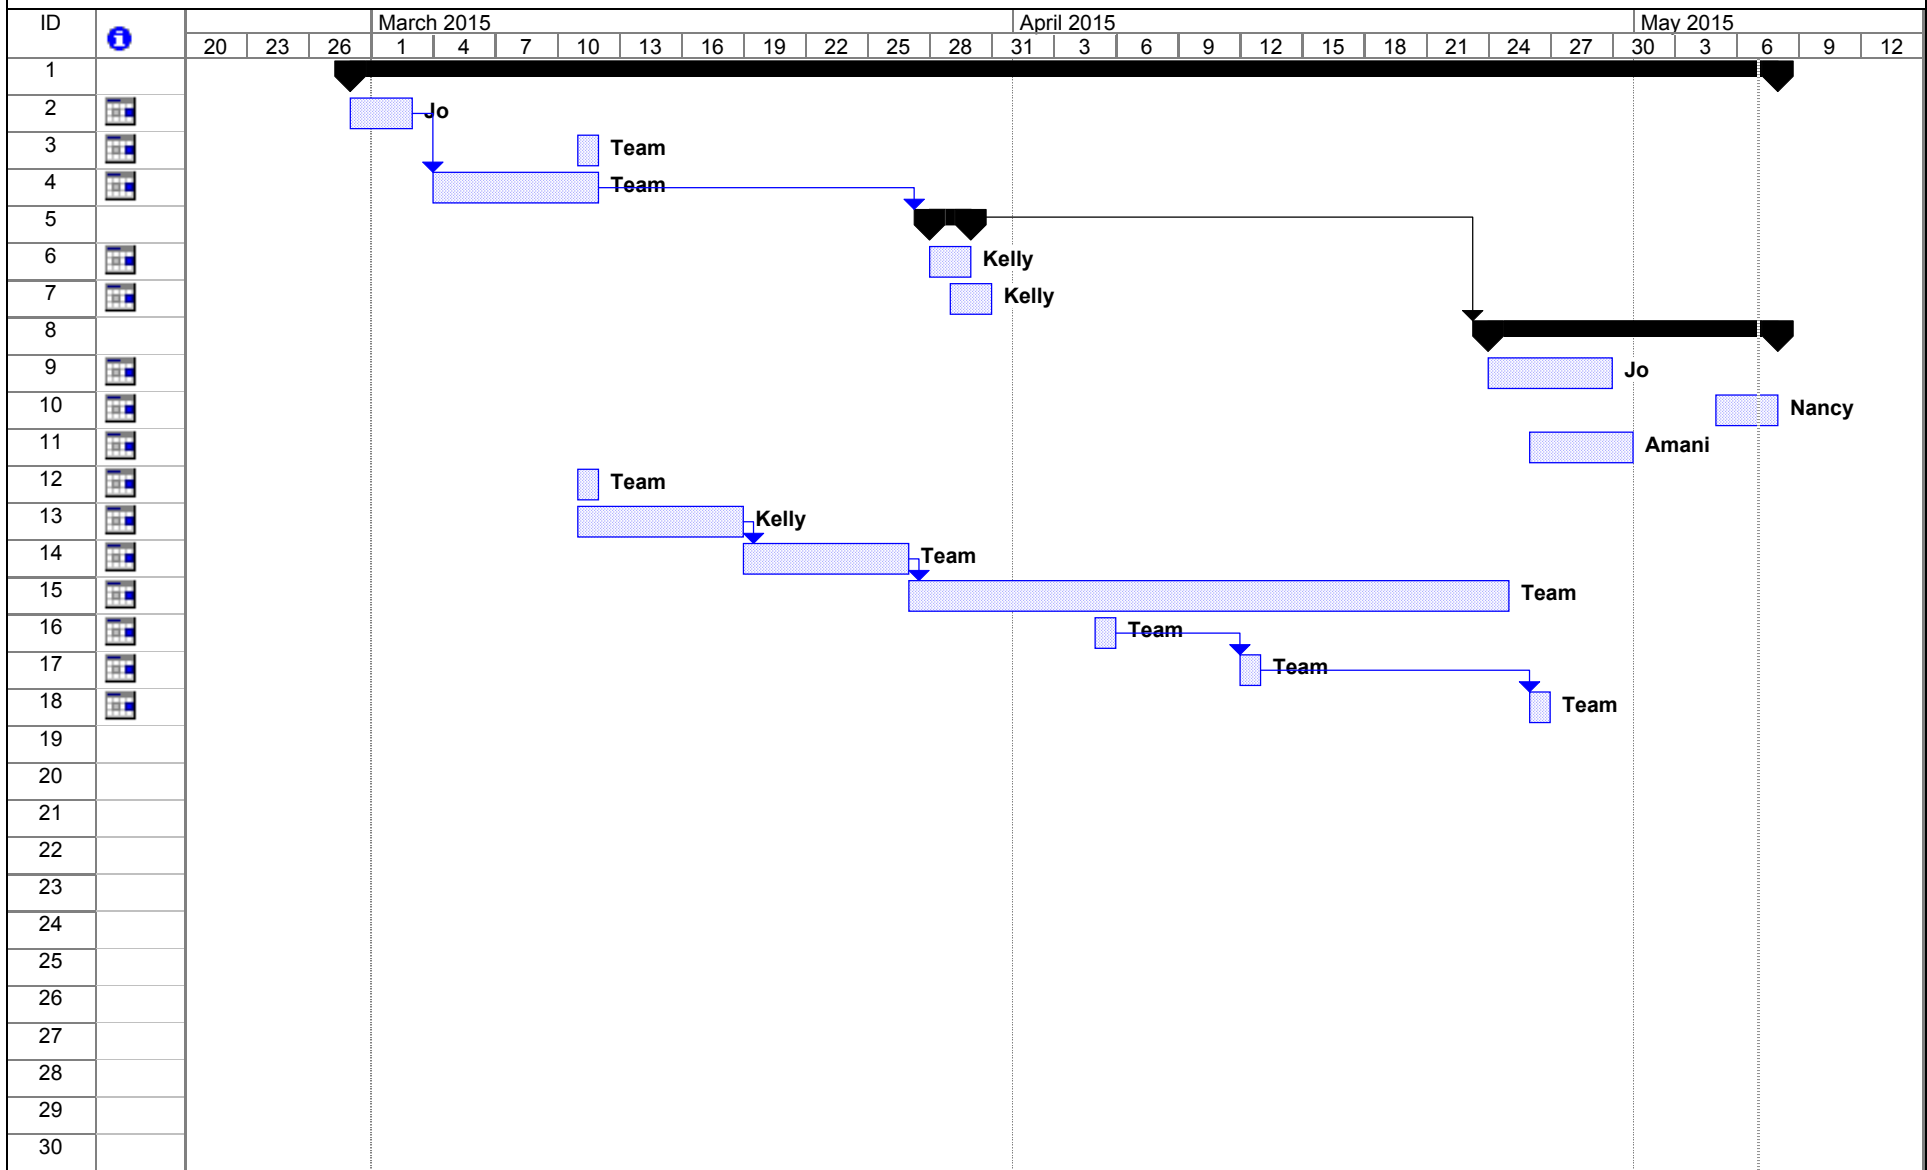 ID
March 2015 April 2015 May 2015
20 23 26 1 4 7 10 13 16 19 22 25 28 31 3 6 9 12 15 18 21 24 27 30 3 6 9 12
1
2 Jo
3 Team
4 Team
5
6 Kelly
7 Kelly
8
9 Jo
10 Nancy
11 Amani
12 Team
13 Kelly
14 Team
15 Team
16 Team
17 Team
18 Team
19
20
21
22
23
24
25
26
27
28
29
30